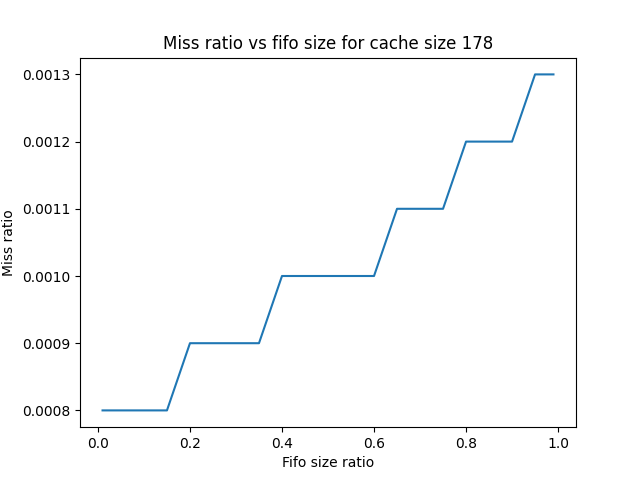 Miss ratio vs fifo size for cache size 178
0.0013
0.0012
0.0011
0.0010
0.0009
0.0008
Miss ratio
0.0 0.2 0.4 0.6 0.8 1.0
Fifo size ratio